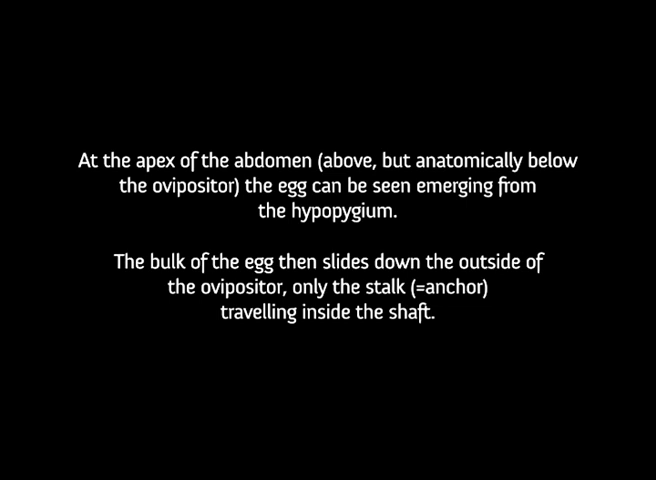 At the apex of the abdomen (above, but anatomically below
the ovipositor) the egg can be seen emerging from
the hypopygium.
The bulk of the egg then slides down the outside of
the ovipositor, only the stalk (=anchor)
travelling inside the shaft.